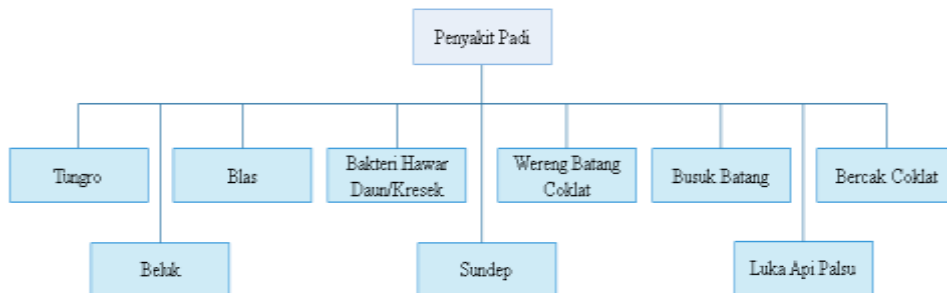 Penyakit Padi
Tungro
Blas
Bakteri Hawar
Daun/Kresek
Wereng Batang
Coklat
Busuk Batang
Bercak Coklat
Beluk
Sundep
Luka Api Palsu